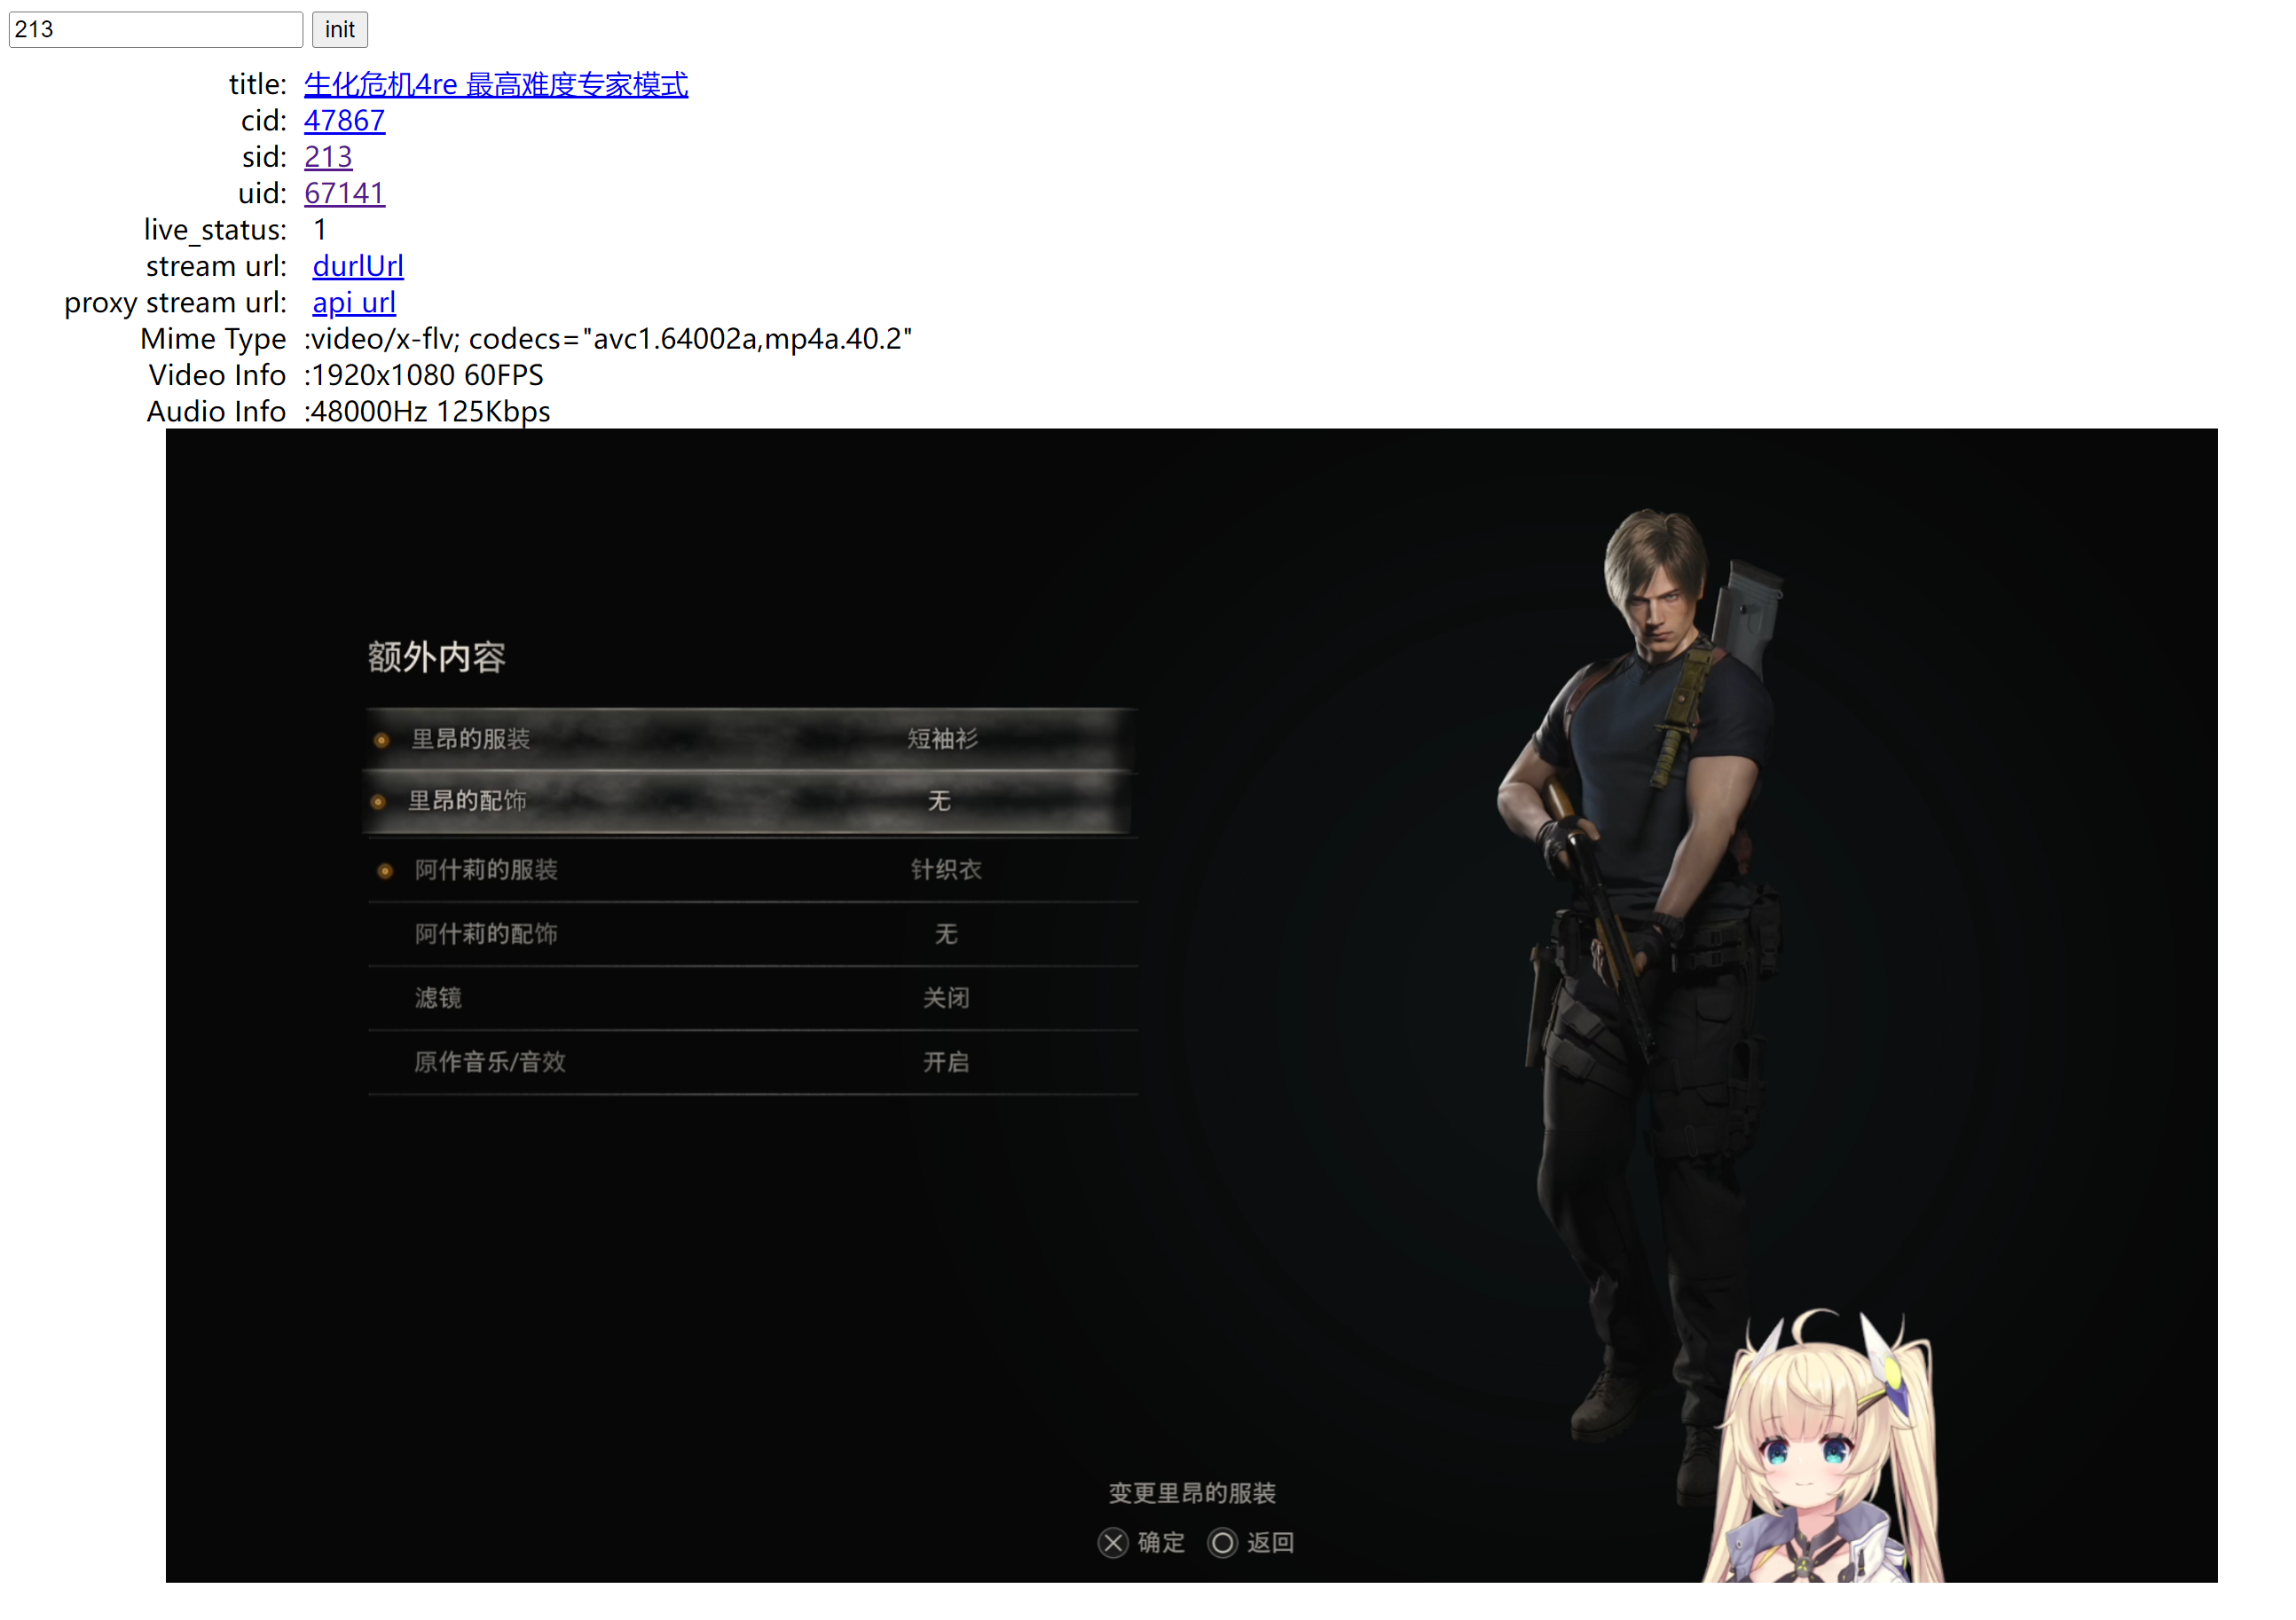 213 init
title: 生化危机4re 最高难度专家模式
cid: 47867
sid: 213
uid: 67141
live_status: 1
stream url: durlUrl
proxy stream url: api url
Mime Type :video/x-flv; codecs="avc1.64002a,mp4a.40.2"
Video Info :1920x1080 60FPS
Audio Info :48000Hz 125Kbps
额外内容
里昂的服装 短袖衫
里昂的配饰 无
阿什莉的服装 针织衣
阿什莉的配饰 无
滤镜 关闭
原作音乐/音效 开启
变更里昂的服装
确定 返回